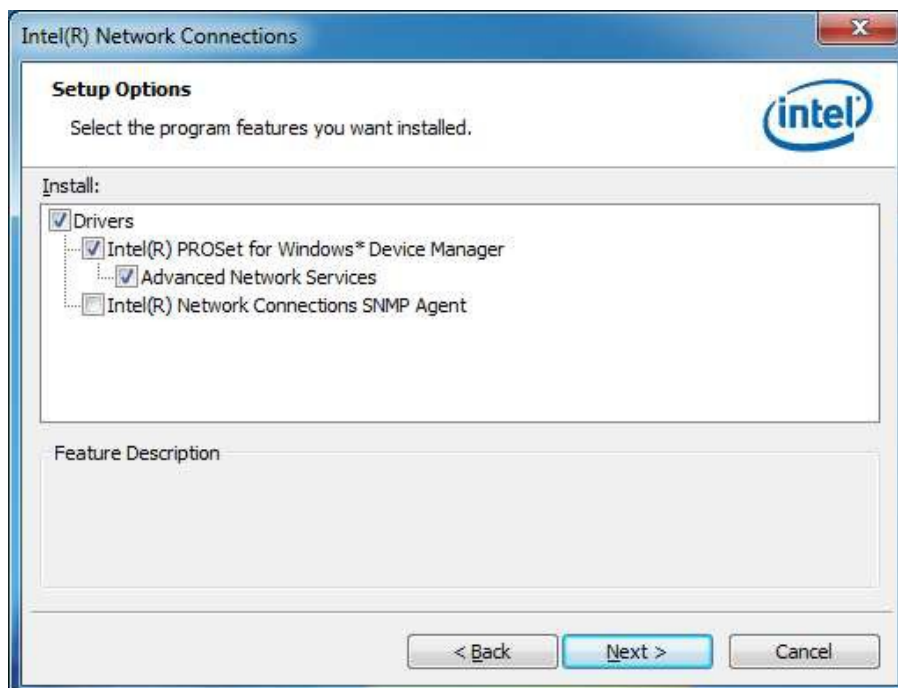 Intel(R) Network Connections
X
Setup Options
Select the program features you want installed.
intel
Install:
Drivers
Intel(R) PROSet for Windows* Device Manager
Advanced Network Services
Intel(R) Network Connections SNMP Agent
Feature Description
< Back
Next >
Cancel